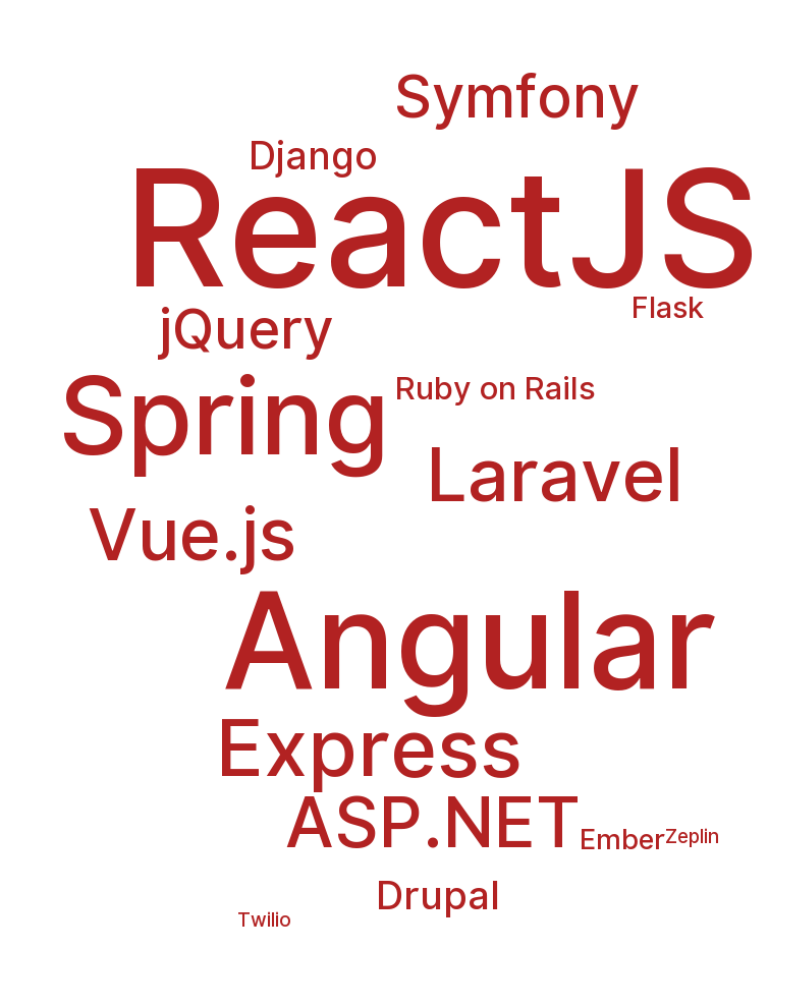 Symfony
Django
ReactJS
Flask
jQuery
Spring
Ruby on Rails
Laravel
Vue.js
Angular
Express
ASP.NET
Ember
Zeplin
Drupal
Twilio